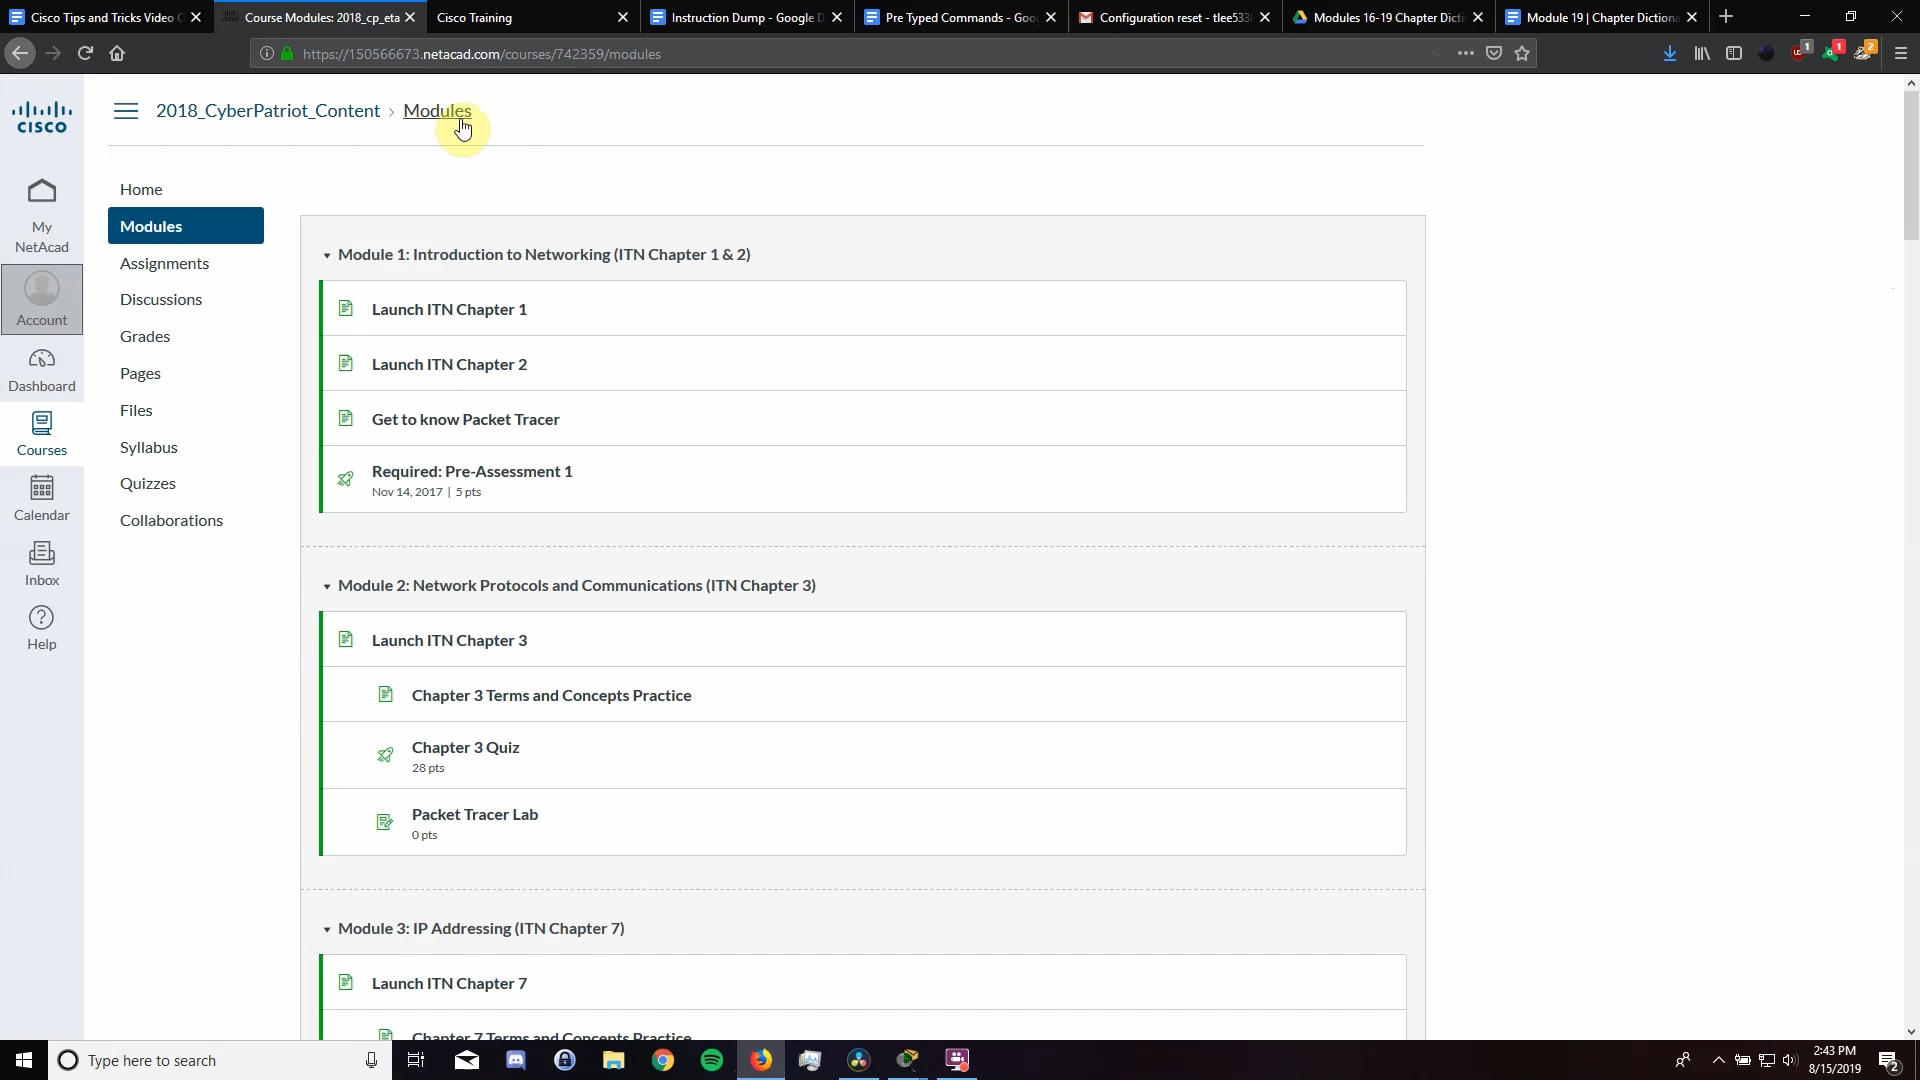 Cisco Tips and Tricks Video O
Course Modules: 2018_cp_eta
Cisco Training
Instruction Dump - Google D
Pre Typed Commands - Goo
Configuration reset - tlee533
Modules 16-19 Chapter Dicti
Module 19 | Chapter Dictiona
https://150566673.netacad.com/courses/742359/modules
1
1
2
cisco
2018_CyberPatriot_Content > Modules
My NetAcad
Account
Dashboard
Courses
Calendar
Inbox
Help
Home
Modules
Assignments
Discussions
Grades
Pages
Files
Syllabus
Quizzes
Collaborations
Module 1: Introduction to Networking (ITN Chapter 1 & 2)
Launch ITN Chapter 1
Launch ITN Chapter 2
Get to know Packet Tracer
Required: Pre-Assessment 1
Nov 14, 2017 | 5 pts
Module 2: Network Protocols and Communications (ITN Chapter 3)
Launch ITN Chapter 3
Chapter 3 Terms and Concepts Practice
Chapter 3 Quiz
28 pts
Packet Tracer Lab
0 pts
Module 3: IP Addressing (ITN Chapter 7)
Launch ITN Chapter 7
Chapter 7 Terms and Concepts Practice
Type here to search
2:43 PM
8/15/2019
2